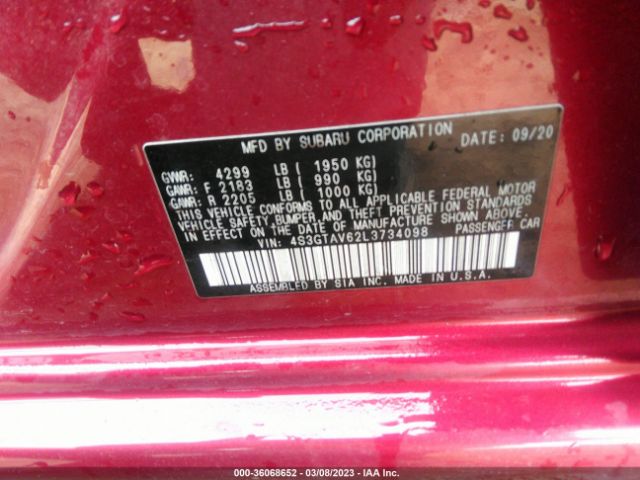 MFD BY SUBARU CORPORATION DATE: 09/20
GVWR: 4299 LB ( 1950 KG)
GAWR: F 2183 LB ( 990 KG)
GAWR: R 2205 LB ( 1000 KG)
THIS VEHICLE CONFORMS TO ALL APPLICABLE FEDERAL MOTOR
VEHICLE SAFETY, BUMPER, AND THEFT PREVENTION STANDARDS
IN EFFECT ON THE DATE OF MANUFACTURE SHOWN ABOVE.
VIN: 4S3GTAV62L3734098 PASSENGER CAR
ASSEMBLED BY SIA INC. MADE IN U.S.A.
000-36068652 / 03/08/2023 - IAA Inc.